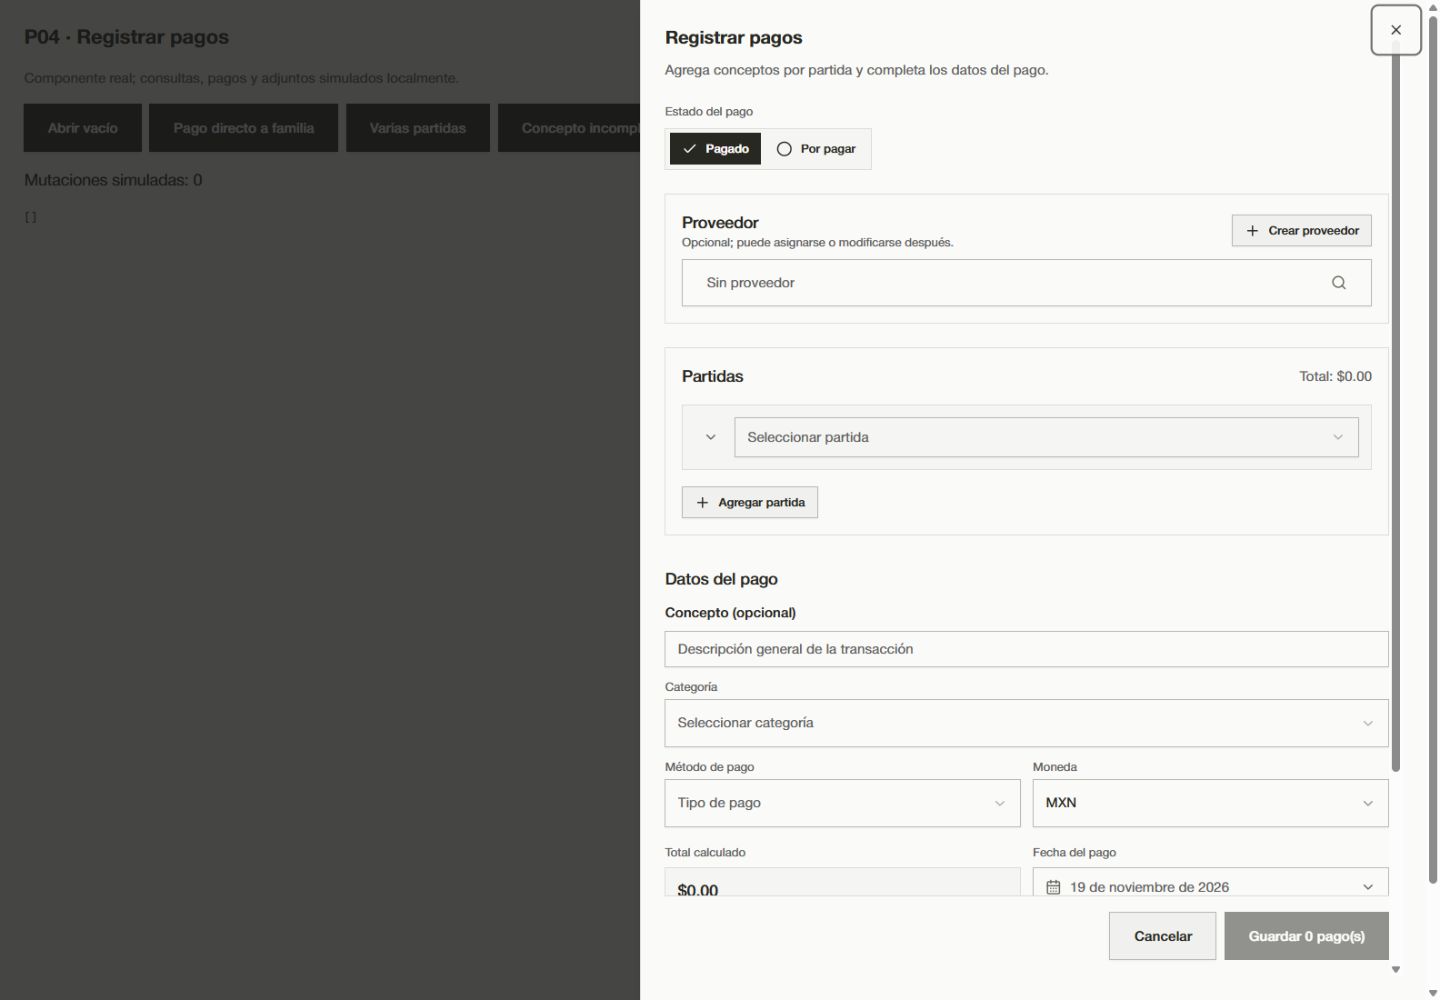 P04 · Registrar pagos
Componente real; consultas, pagos y adjuntos simulados localmente.
Abrir vacío
Pago directo a familia
Varias partidas
Concepto incompl
Mutaciones simuladas: 0
[]
Registrar pagos
Agrega conceptos por partida y completa los datos del pago.
Estado del pago
Pagado
Por pagar
Proveedor
Opcional; puede asignarse o modificarse después.
Crear proveedor
Sin proveedor
Partidas
Total: $0.00
Seleccionar partida
Agregar partida
Datos del pago
Concepto (opcional)
Descripción general de la transacción
Categoría
Seleccionar categoría
Método de pago
Moneda
Tipo de pago
MXN
Total calculado
Fecha del pago
$0.00
19 de noviembre de 2026
Cancelar
Guardar 0 pago(s)